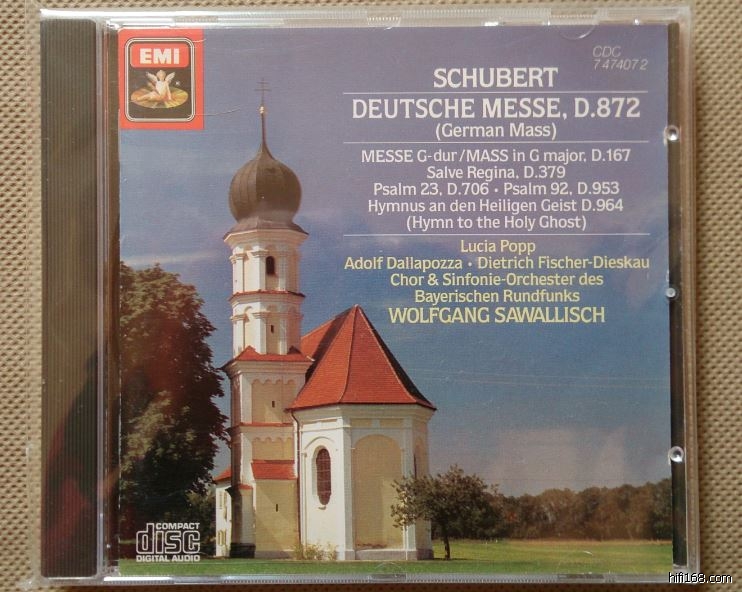 EMI
CDC
7 47407 2
SCHUBERT
DEUTSCHE MESSE, D.872
(German Mass)
MESSE G-dur/MASS in G major, D.167
Salve Regina, D.379
Psalm 23, D.706 · Psalm 92, D.953
Hymnus an den Heiligen Geist D.964
(Hymn to the Holy Ghost)
Lucia Popp
Adolf Dallapozza · Dietrich Fischer-Dieskau
Chor & Sinfonie-Orchester des
Bayerischen Rundfunks
WOLFGANG SAWALLISCH
COMPACT
disc
DIGITAL AUDIO
hifi168.com